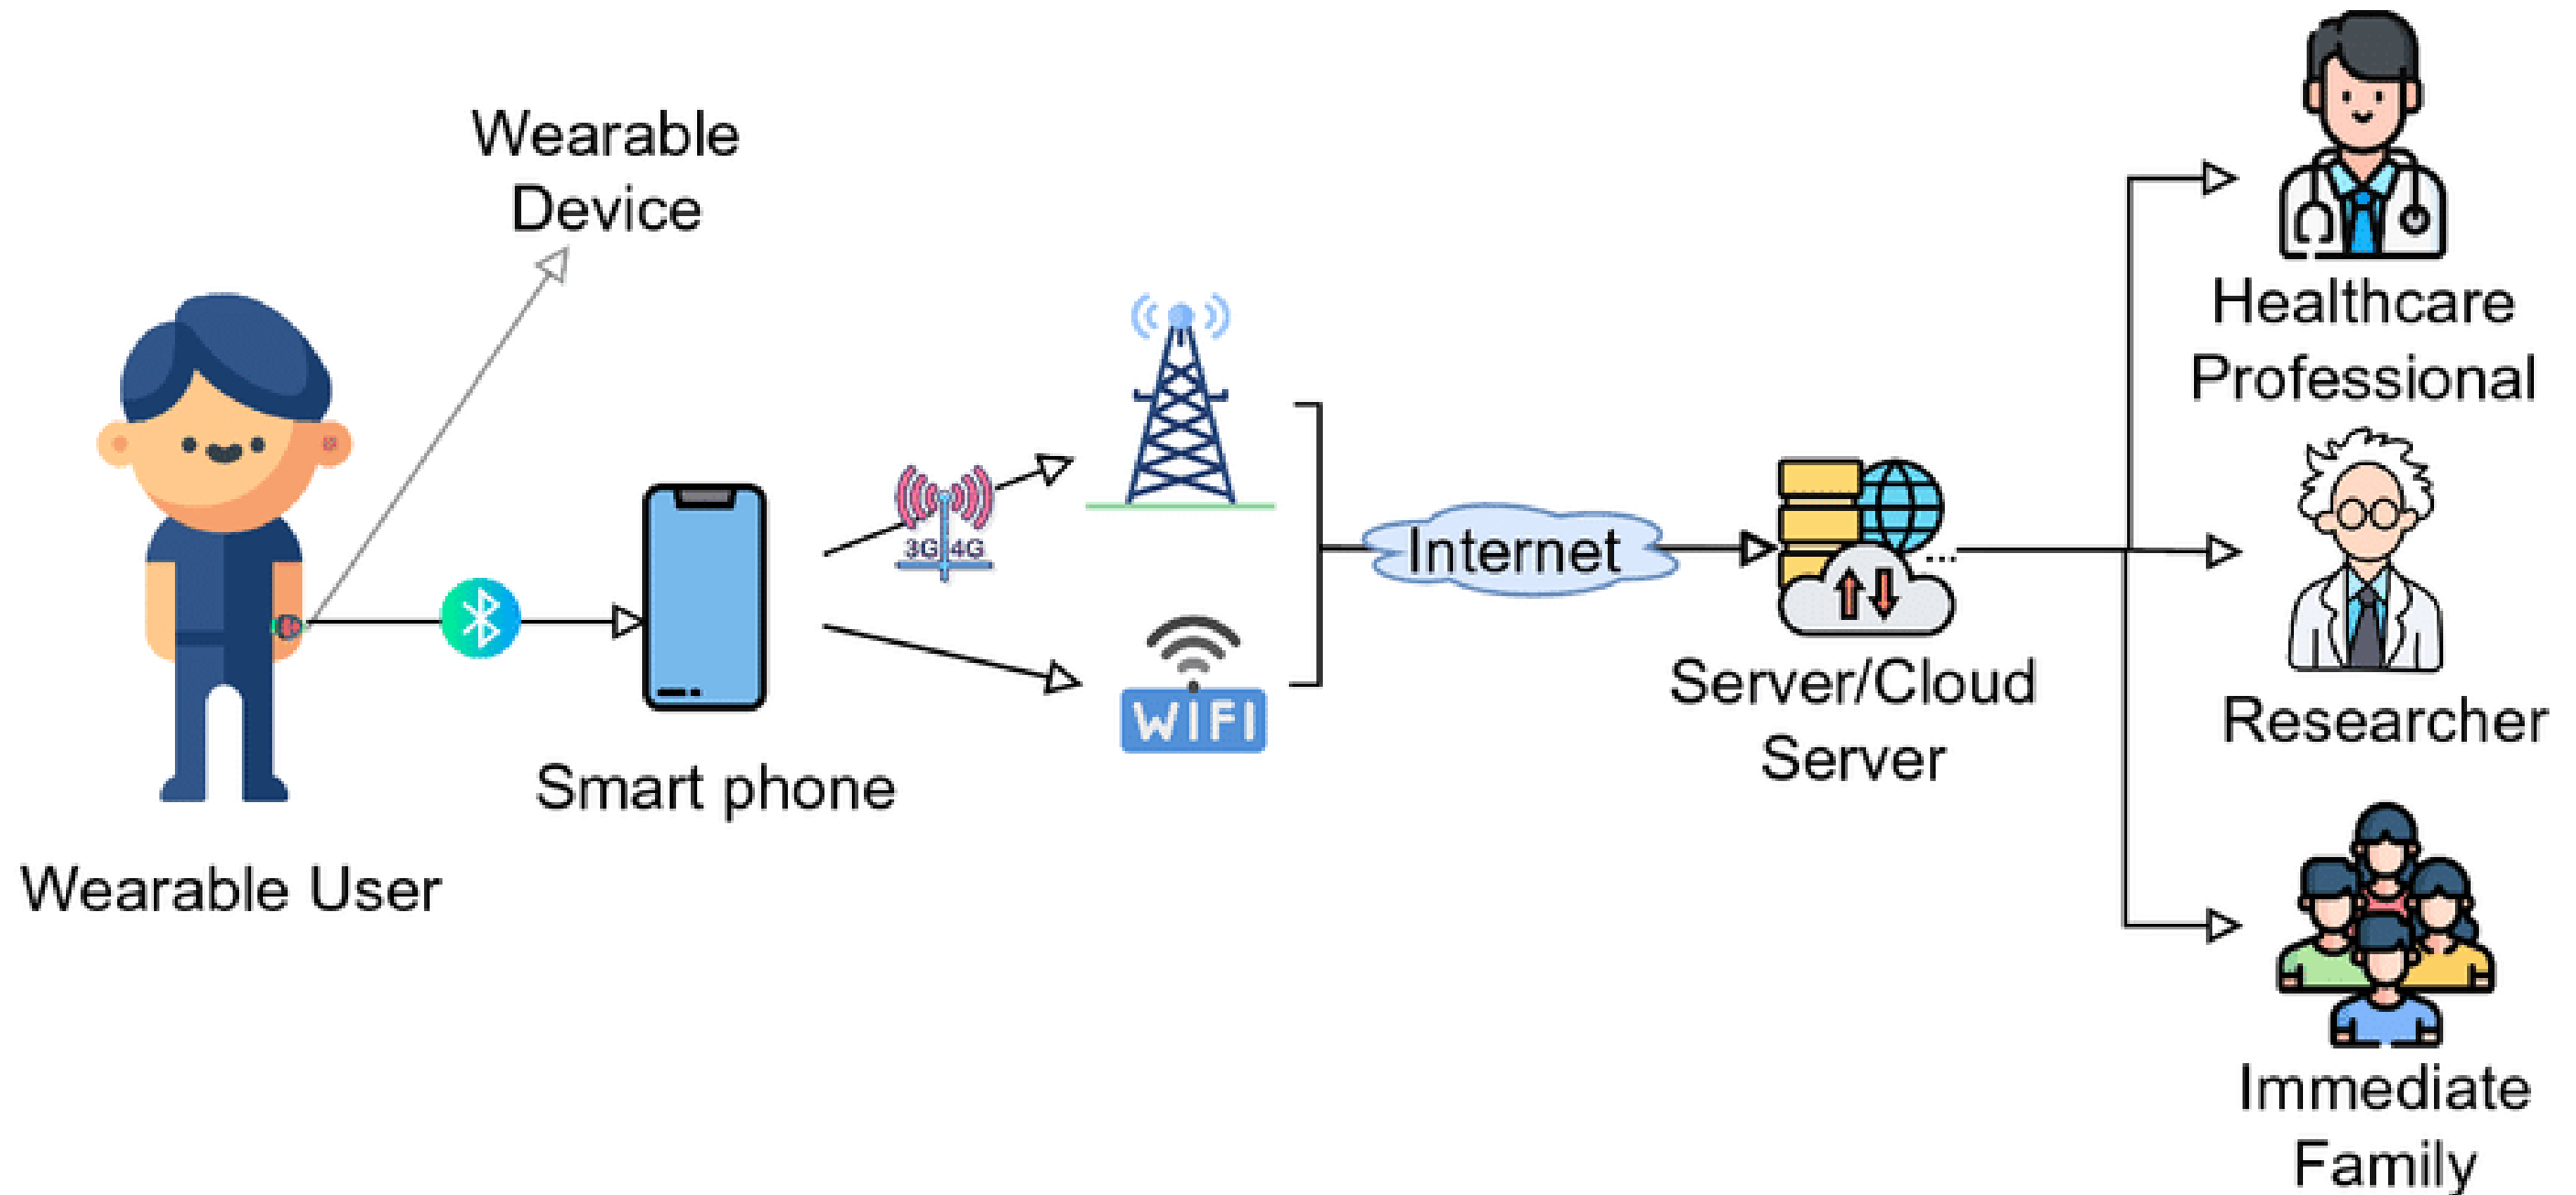 Wearable
Device
Wearable User
Smart phone
3G 4G
WIFI
Internet
Server/Cloud
Server
Healthcare
Professional
Researcher
Immediate
Family